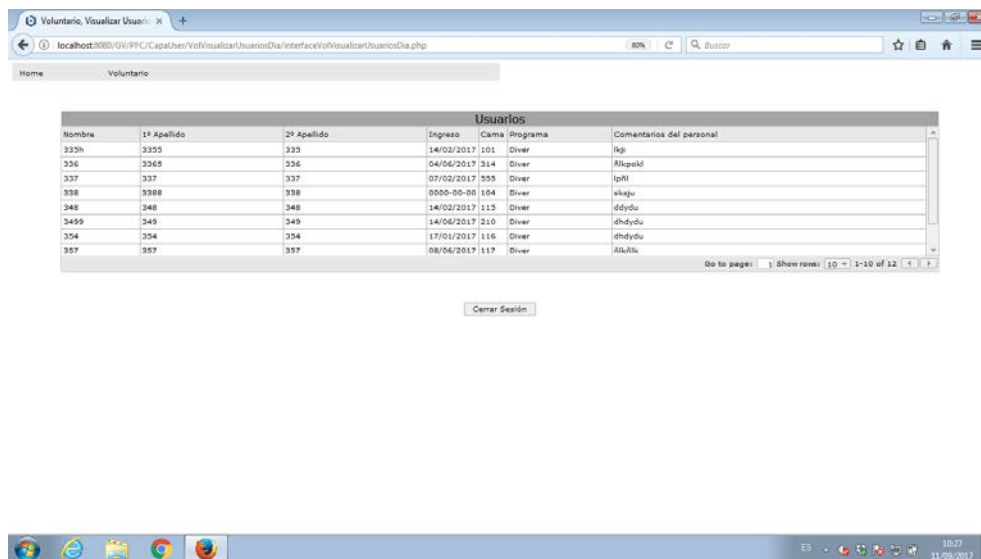 Voluntario, Visualizar Usuario
localhost:8080/GV/PFC/CapaUser/VolVisualizarUsuariosDia/interfaceVolVisualizarUsuariosDia.php 80% Buscar
Home Voluntario
Usuarios
Nombre 1º Apellido 2º Apellido Ingreso Cama Programa Comentarios del personal
335h 3355 335 14/02/2017 101 Diver lkji
336 3365 336 04/06/2017 314 Diver
337 337 337 07/02/2017 555 Diver lpñl
338 3388 338 0000-00-00 104 Diver
348 348 348 14/02/2017 115 Diver ddydu
3499 349 349 14/06/2017 210 Diver dhdydu
354 354 354 17/01/2017 116 Diver dhdydu
357 357 357 08/06/2017 117 Diver ñlkñlk
Go to page: 1 Show rows: 10 1-10 of 12
Cerrar Sesión
ES 10:27
11/09/2017